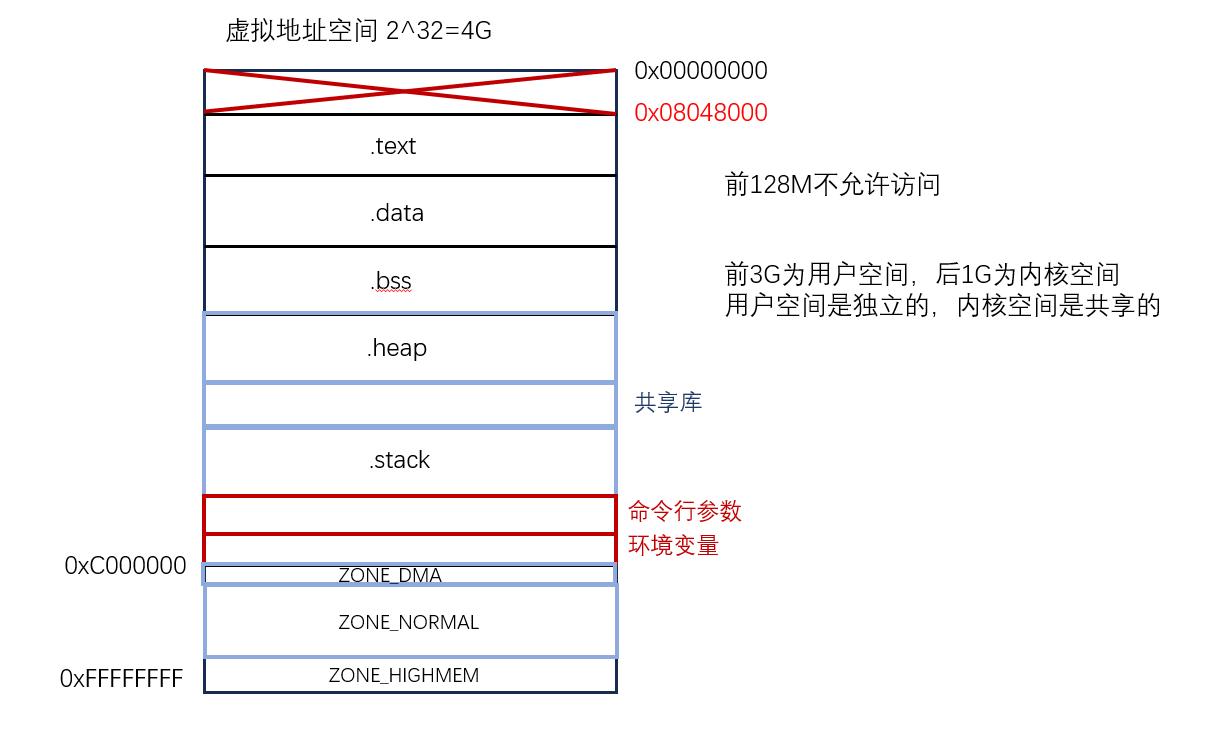 虚拟地址空间 2^32=4G
0x00000000
0x08048000
.text
前128M不允许访问
.data
.bss
前3G为用户空间，后1G为内核空间
用户空间是独立的，内核空间是共享的
.heap
共享库
.stack
命令行参数
环境变量
0xC000000
ZONE_DMA
ZONE_NORMAL
0xFFFFFFFF
ZONE_HIGHMEM